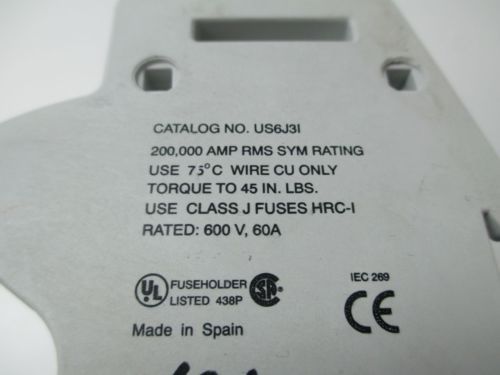 CATALOG NO. US6J3I
200,000 AMP RMS SYM RATING
USE 75°C WIRE CU ONLY
TORQUE TO 45 IN. LBS.
USE CLASS J FUSES HRC-I
RATED: 600 V, 60A
UL FUSEHOLDER LISTED 438P SA
IEC 269
CE
Made in Spain